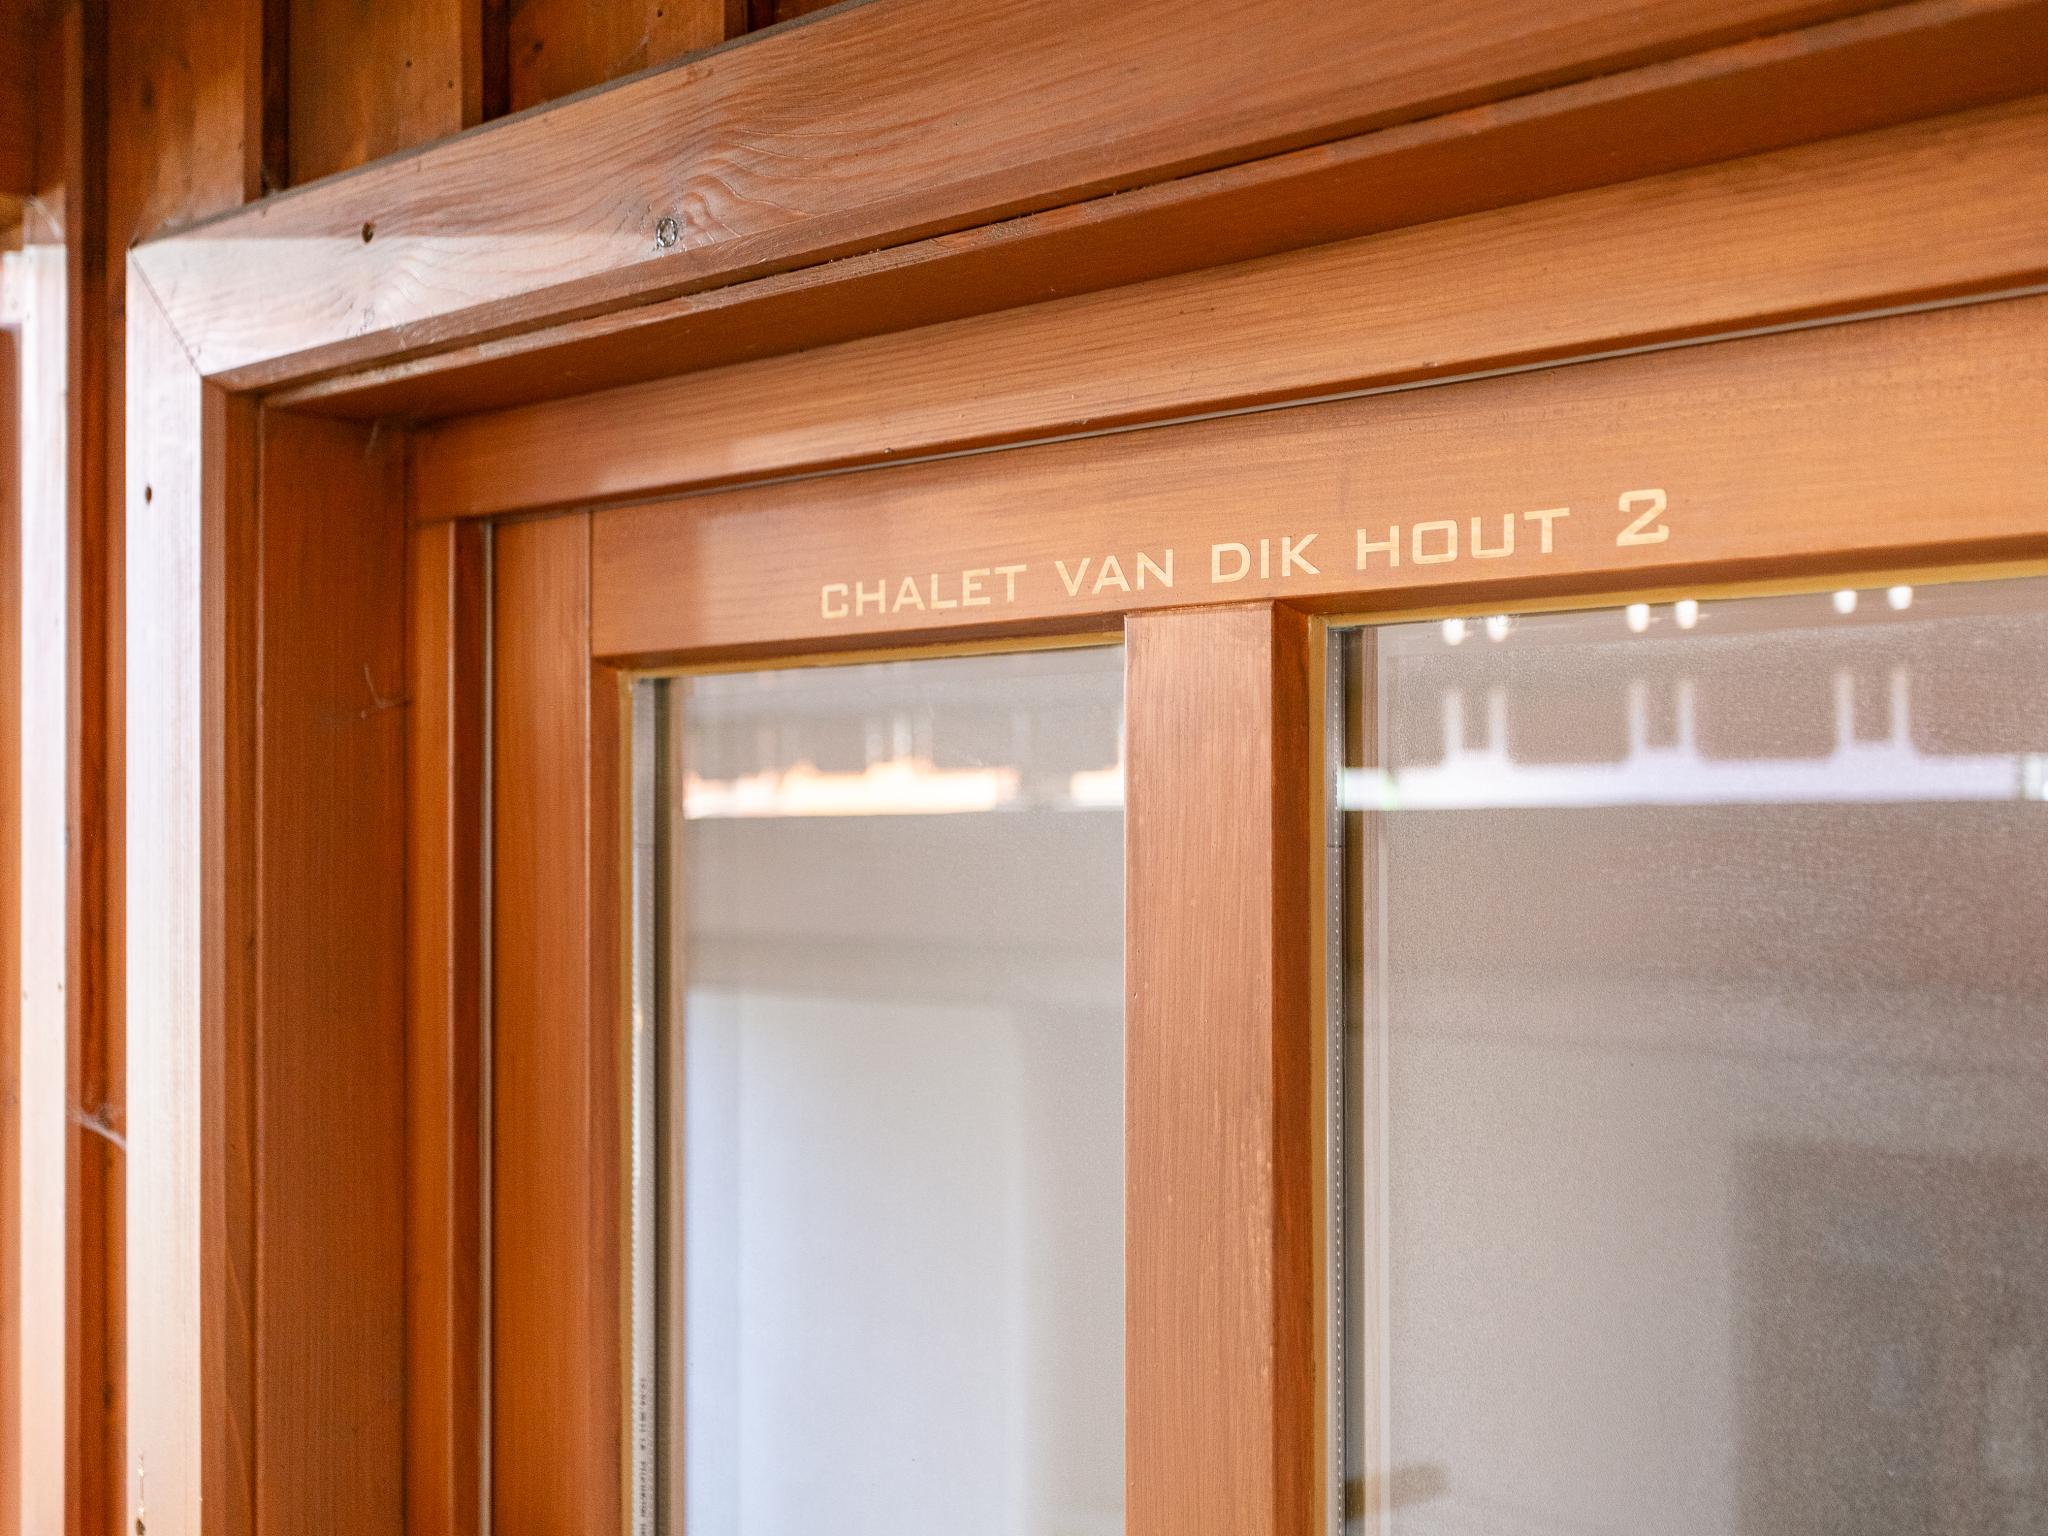 CHALET VAN DIK HOUT 2